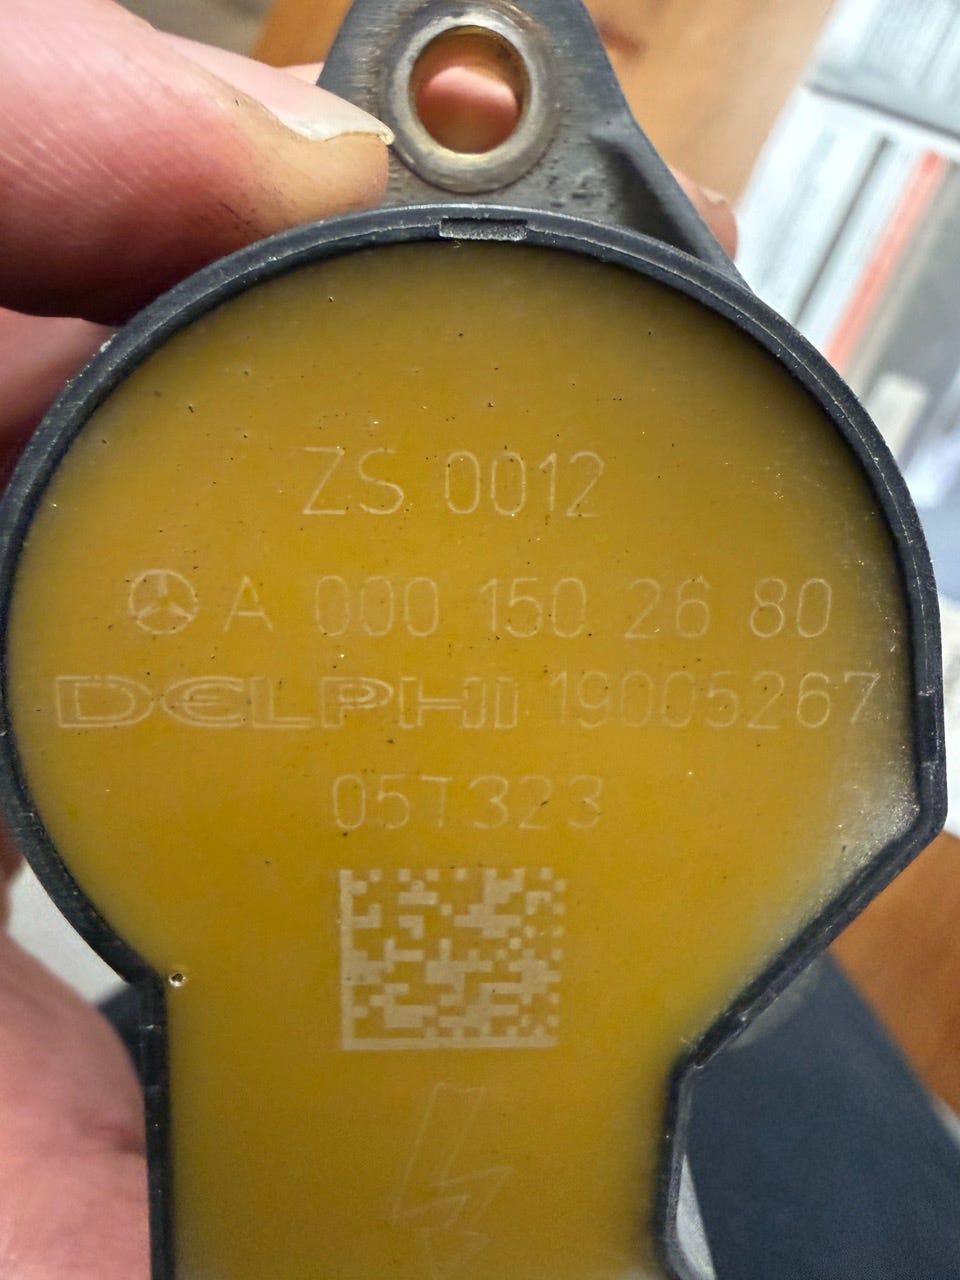 ZS 0012
A 000 150 26 80
DELPHI 19005267
05T323